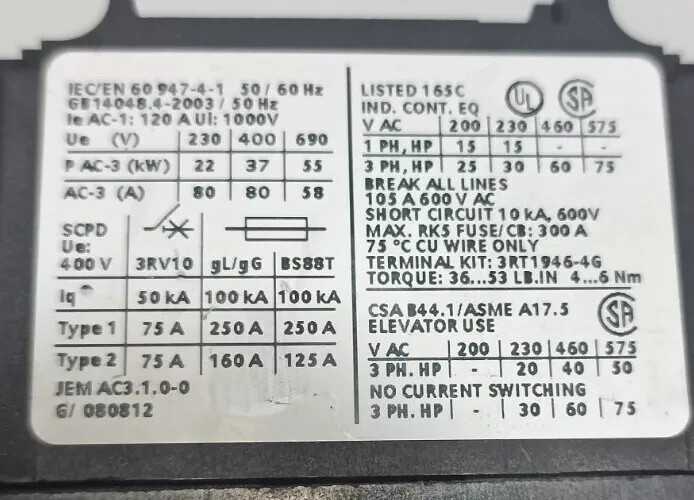 IEC/EN 60 947-4-1 50/60 Hz
GB14048.4-2003/50 Hz
Ie AC-1: 120 A UI: 1000V
Ue (V) 230 400 690
P AC-3 (kW) 22 37 55
AC-3 (A) 80 80 58
SCPD
Ue:
400 V 3RV10 gL/gG BS88T
Iq 50 kA 100 kA 100 kA
Type 1 75 A 250 A 250 A
Type 2 75 A 160 A 125 A
JEM AC3.1.0-0
G/ 080812
LISTED 165C UL SA
IND. CONT. EQ
V AC 200 230 460 575
1 PH, HP 15 15 - -
3 PH, HP 25 30 60 75
BREAK ALL LINES
105 A 600 V AC
SHORT CIRCUIT 10 kA, 600V
MAX. RK5 FUSE/CB: 300 A
75 °C CU WIRE ONLY
TERMINAL KIT: 3RT1946-4G
TORQUE: 36...53 LB.IN 4...6 Nm
CSA B44.1/ASME A17.5 SA
ELEVATOR USE
V AC 200 230 460 575
3 PH. HP - 20 40 50
NO CURRENT SWITCHING
3 PH. HP - 30 60 75